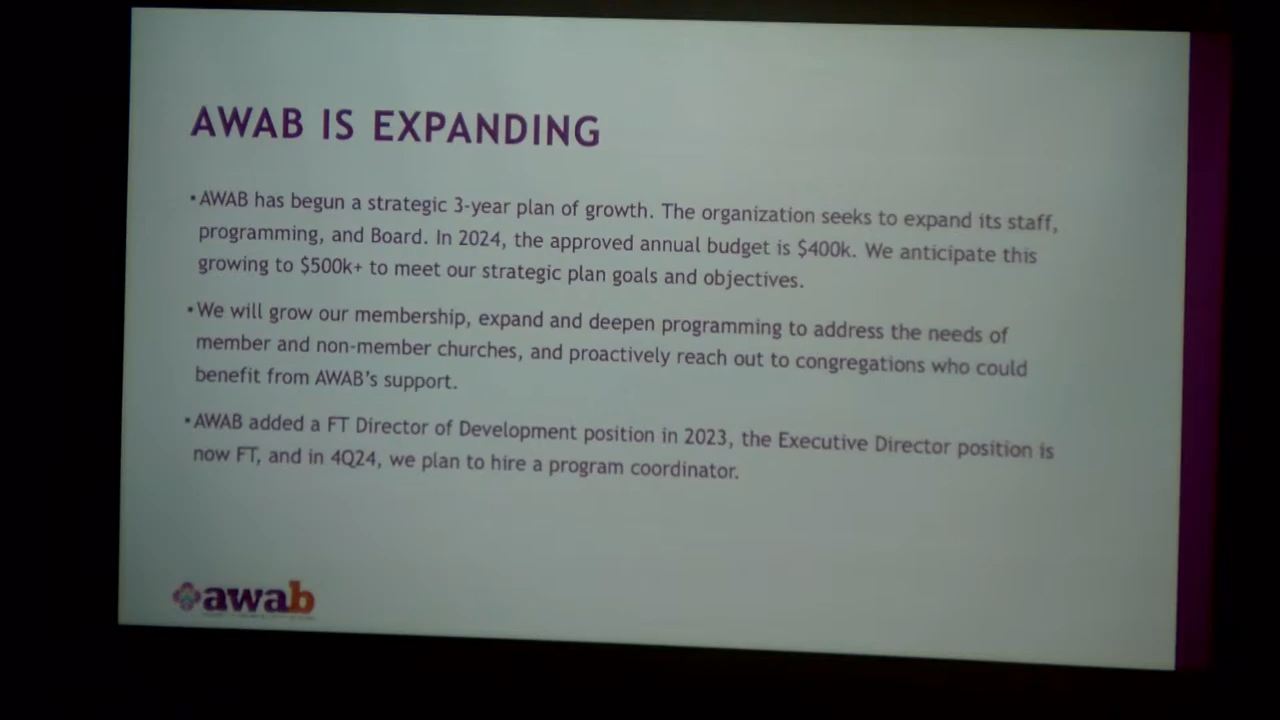 AWAB IS EXPANDING
•AWAB has begun a strategic 3-year plan of growth. The organization seeks to expand its staff,
programming, and Board. In 2024, the approved annual budget is $400k. We anticipate this
growing to $500k+ to meet our strategic plan goals and objectives.
•We will grow our membership, expand and deepen programming to address the needs of
member and non-member churches, and proactively reach out to congregations who could
benefit from AWAB's support.
•AWAB added a FT Director of Development position in 2023, the Executive Director position is
now FT, and in 4Q24, we plan to hire a program coordinator.
awab